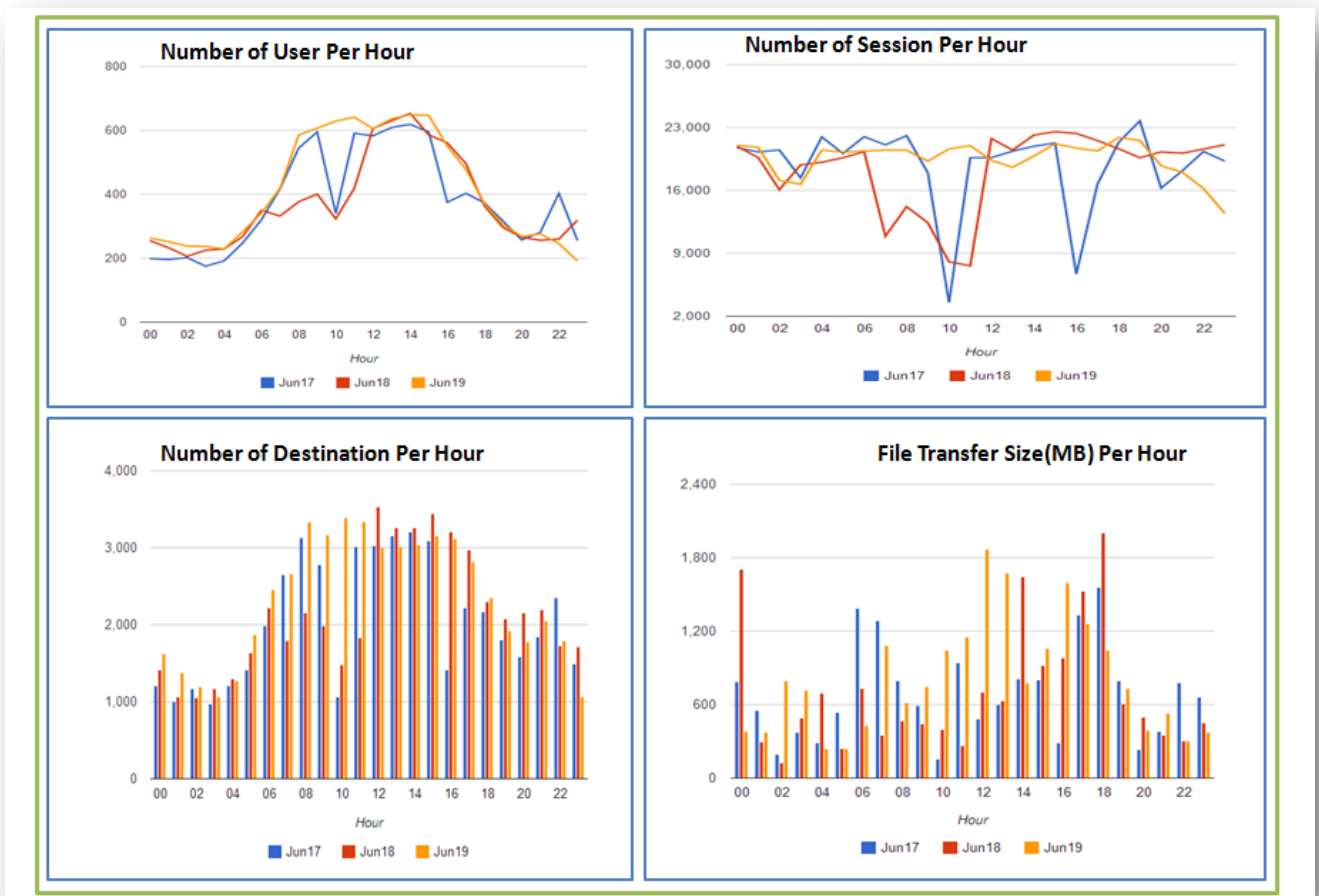 Number of User Per Hour
800
600
400
200
0
00 02 04 06 08 10 12 14 16 18 20 22
Hour
Jun17 Jun18 Jun19
Number of Session Per Hour
30,000
23,000
16,000
9,000
2,000
00 02 04 06 08 10 12 14 16 18 20 22
Hour
Jun17 Jun18 Jun19
Number of Destination Per Hour
4,000
3,000
2,000
1,000
0
00 02 04 06 08 10 12 14 16 18 20 22
Hour
Jun17 Jun18 Jun19
File Transfer Size(MB) Per Hour
2,400
1,800
1,200
600
0
00 02 04 06 08 10 12 14 16 18 20 22
Hour
Jun17 Jun18 Jun19